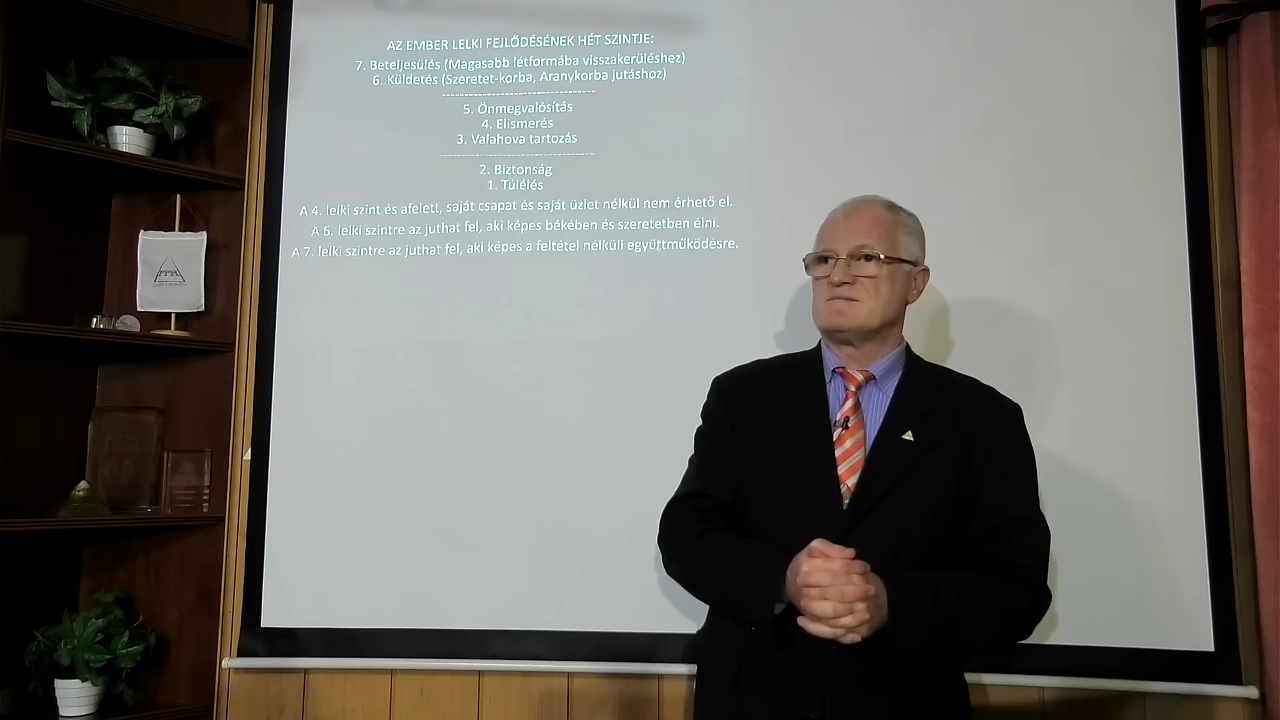 AZ EMBER LELKI FEJLŐDÉSÉNEK HÉT SZINTJE:
7. Beteljesülés (Magasabb létformába visszakerüléshez)
6. Küldetés (Szeretet-korba, Aranykorba jutáshoz)
5. Önmegvalósítás
4. Elismerés
3. Valahova tartozás
2. Biztonság
1. Túlélés
A 4. lelki szint és afelett, saját csapat és saját üzlet nélkül nem érhető el.
A 6. lelki szintre az juthat fel, aki képes békében és szeretetben élni.
A 7. lelki szintre az juthat fel, aki képes a feltétel nélküli együttműködésre.